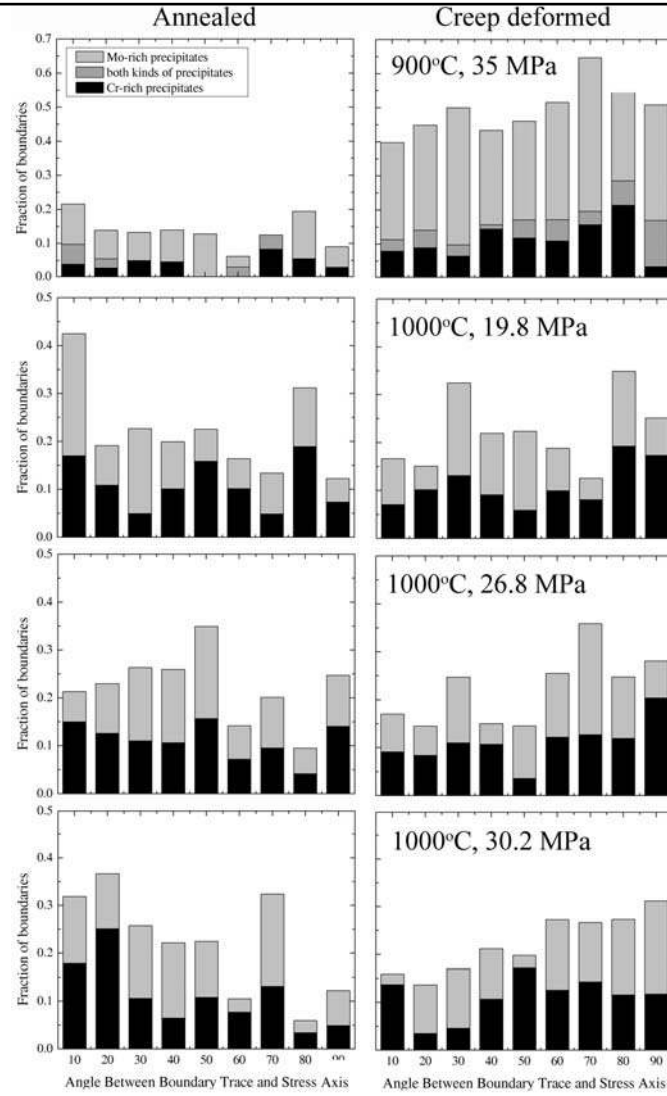 Annealed Creep deformed
0.7
0.6
0.5
0.4
0.3
0.2
0.1
0.0
Fraction of boundaries
Mo-rich precipitates
both kinds of precipitates
Cr-rich precipitates
900°C, 35 MPa
0.5
0.4
0.3
0.2
0.1
0.0
Fraction of boundaries
1000°C, 19.8 MPa
0.5
0.4
0.3
0.2
0.1
0.0
Fraction of boundaries
1000°C, 26.8 MPa
0.5
0.4
0.3
0.2
0.1
0.0
Fraction of boundaries
1000°C, 30.2 MPa
10 20 30 40 50 60 70 80
10 20 30 40 50 60 70 80 90
Angle Between Boundary Trace and Stress Axis
Angle Between Boundary Trace and Stress Axis